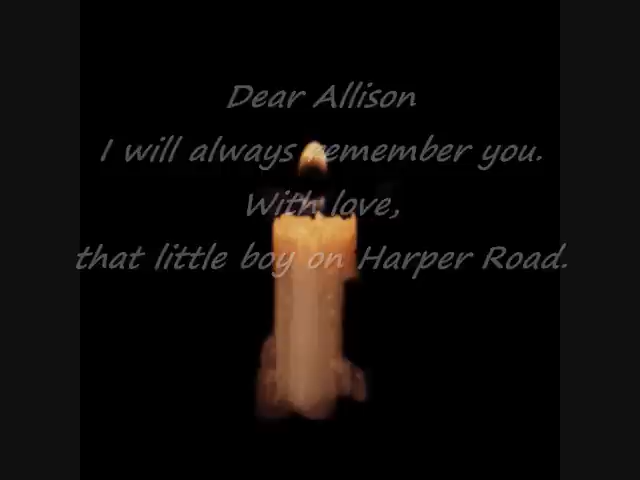 Dear Allison
I will always remember you.
With love,
that little boy on Harper Road.